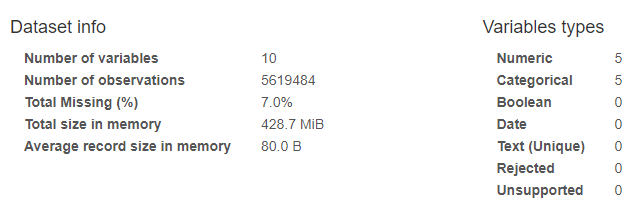 Dataset info
Number of variables 10
Number of observations 5619484
Total Missing (%) 7.0%
Total size in memory 428.7 MiB
Average record size in memory 80.0 B
Variables types
Numeric 5
Categorical 5
Boolean 0
Date 0
Text (Unique) 0
Rejected 0
Unsupported 0